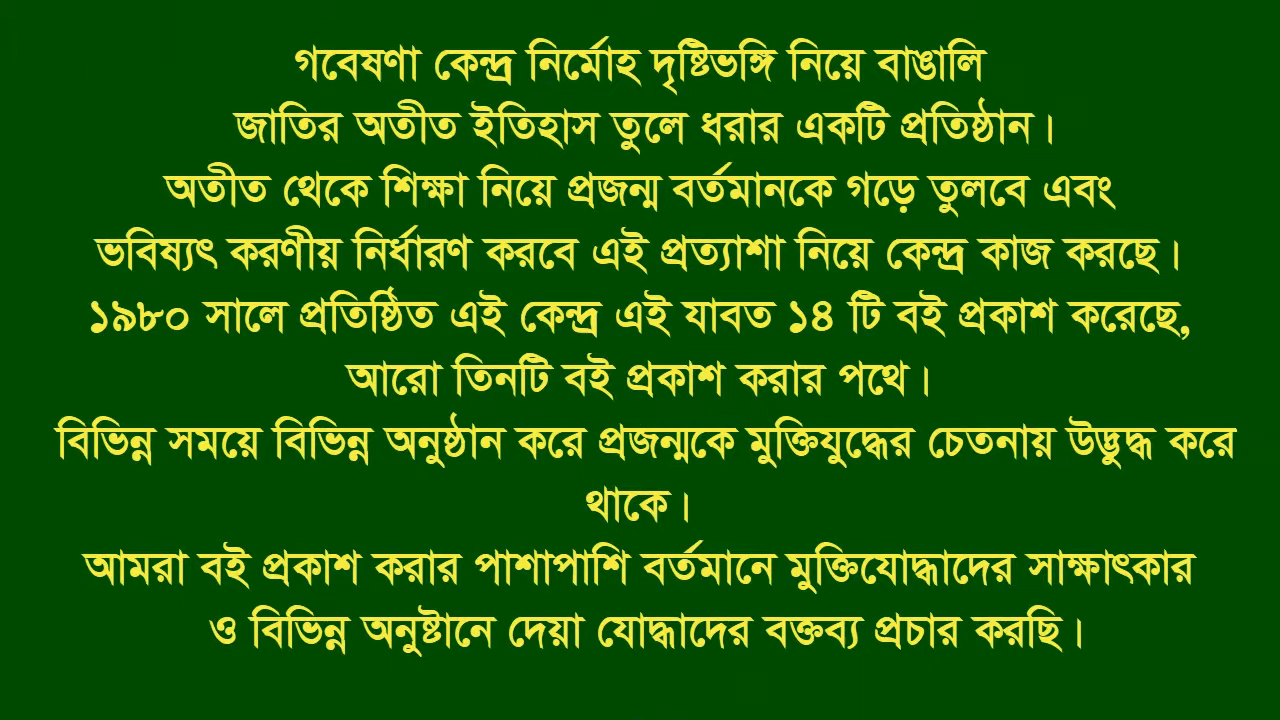 গবেষণা কেন্দ্র নির্মোহ দৃষ্টিভঙ্গি নিয়ে বাঙালি
জাতির অতীত ইতিহাস তুলে ধরার একটি প্রতিষ্ঠান।
অতীত থেকে শিক্ষা নিয়ে প্রজন্ম বর্তমানকে গড়ে তুলবে এবং
ভবিষ্যৎ করণীয় নির্ধারণ করবে এই প্রত্যাশা নিয়ে কেন্দ্র কাজ করছে।
১৯৮০ সালে প্রতিষ্ঠিত এই কেন্দ্র এই যাবত ১৪ টি বই প্রকাশ করেছে,
আরো তিনটি বই প্রকাশ করার পথে।
বিভিন্ন সময়ে বিভিন্ন অনুষ্ঠান করে প্রজন্মকে মুক্তিযুদ্ধের চেতনায় উদ্ভুদ্ধ করে
থাকে।
আমরা বই প্রকাশ করার পাশাপাশি বর্তমানে মুক্তিযোদ্ধাদের সাক্ষাৎকার
ও বিভিন্ন অনুষ্টানে দেয়া যোদ্ধাদের বক্তব্য প্রচার করছি।